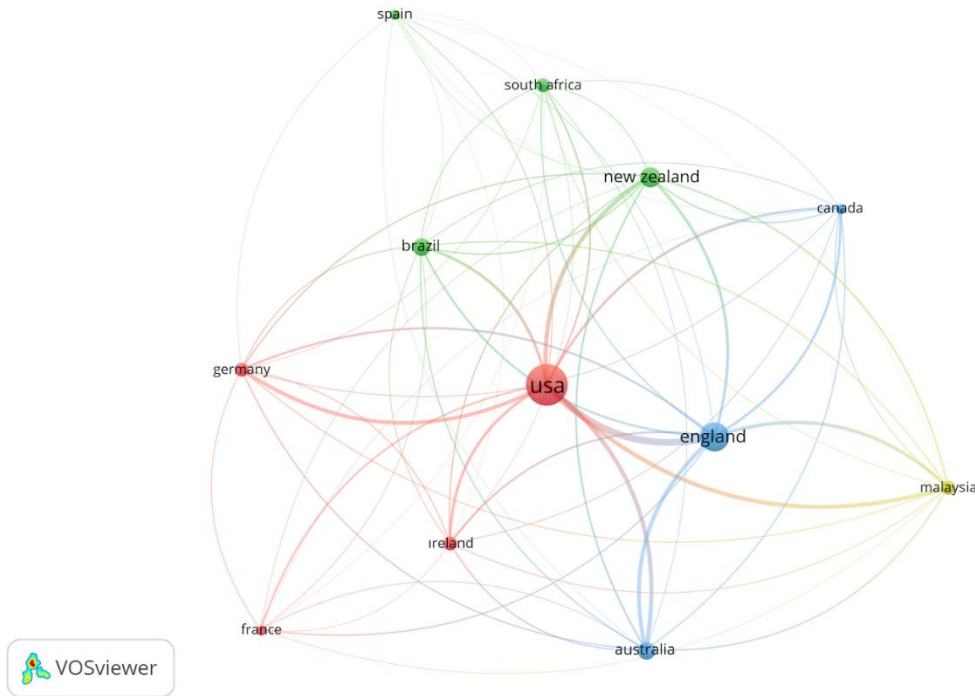 spain
south africa
new zealand
canada
brazil
germany
usa
england
malaysia
ireland
france
australia
VOSviewer